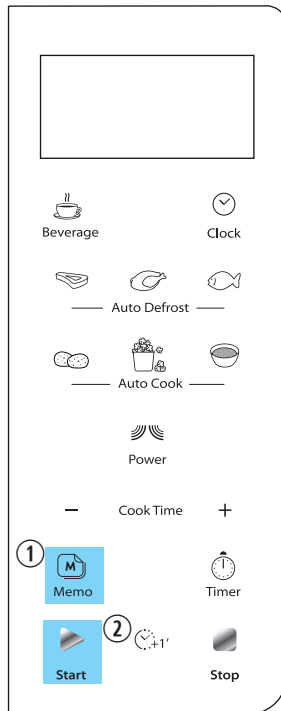 Beverage Clock
Auto Defrost
Auto Cook
Power
− Cook Time +
1 M
Memo Timer
2 +1'
Start Stop